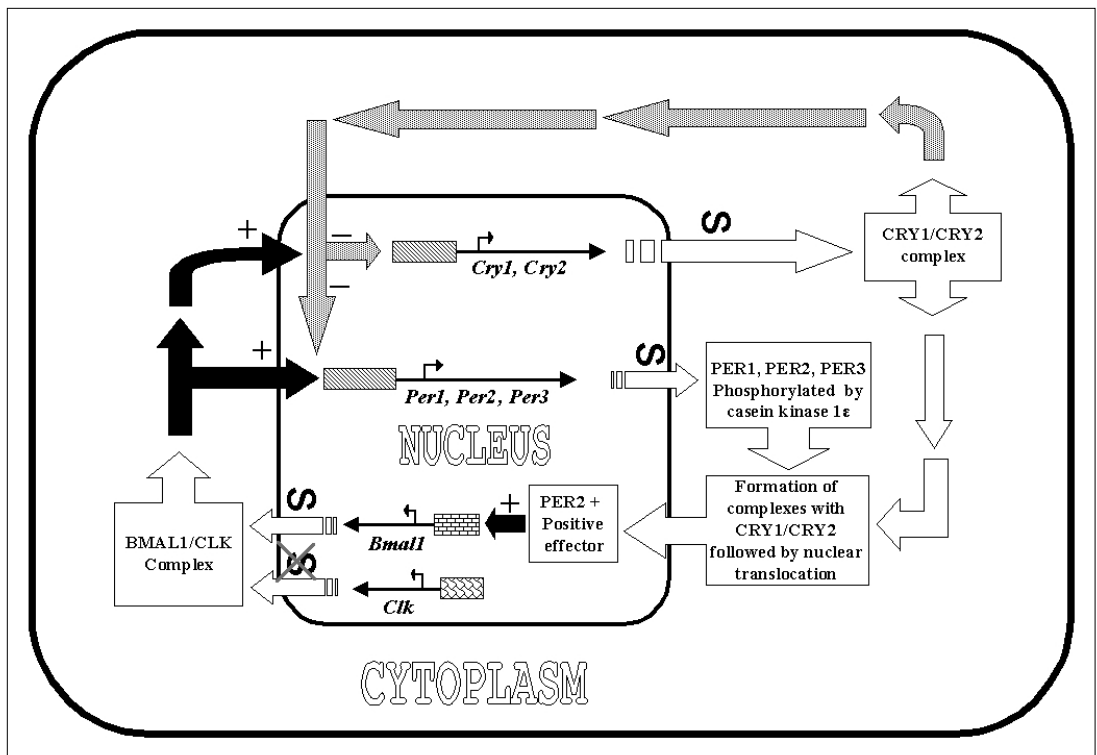 +
–
S
CRY1/CRY2
complex
Cry1, Cry2
–
+
S
PER1, PER2, PER3
Phosphorylated by
casein kinase 1ε
Per1, Per2, Per3
NUCLEUS
S
+
PER2 +
Positive
effector
Formation of
complexes with
CRY1/CRY2
followed by nuclear
translocation
BMAL1/CLK
Complex
Bmal1
S
Clk
CYTOPLASM